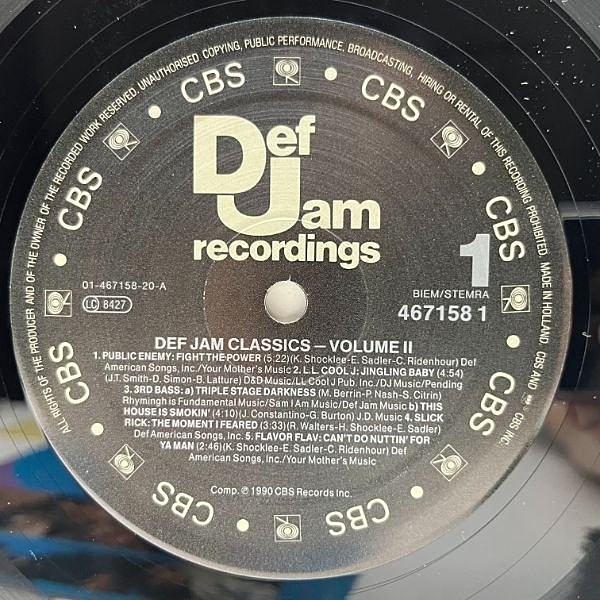 ALL RIGHTS OF THE PRODUCER AND OF THE OWNER OF THE RECORDED WORK RESERVED. UNAUTHORISED COPYING, PUBLIC PERFORMANCE, BROADCASTING, HIRING OR RENTAL OF THIS RECORDING PROHIBITED. MADE IN HOLLAND. CBS AND ARE CBS INC.
CBS
CBS
CBS
CBS
CBS
CBS
CBS
CBS
Def
Jam
recordings
1
01-467158-20-A
LC 8427
BIEM/STEMRA
467158 1
DEF JAM CLASSICS – VOLUME II
1. PUBLIC ENEMY: FIGHT THE POWER (5:22) (K. Shocklee-E. Sadler-C. Ridenhour) Def
American Songs, Inc./Your Mother's Music 2. L.L. COOL J: JINGLING BABY (4:54)
(J.T. Smith-D. Simon-B. Latture) D&D Music/LL Cool J Pub. Inc./DJ Music/Pending
3. 3RD BASS: a) TRIPLE STAGE DARKNESS (M. Berrin-P. Nash-S. Citrin)
Rhyming is Fundamental Music/Sam I Am Music/Def Jam Music b) THIS
HOUSE IS SMOKIN' (4:10) (J. Constantino-G. Burton) J.D. Music 4. SLICK
RICK: THE MOMENT I FEARED (3:33) (R. Walters-H. Shocklee-E. Sadler)
Def American Songs, Inc. 5. FLAVOR FLAV: CAN'T DO NUTTIN' FOR
YA MAN (2:46) (K. Shocklee-E. Sadler-C. Ridenhour) Def
American Songs, Inc./Your Mother's Music
Comp. ℗ 1990 CBS Records Inc.